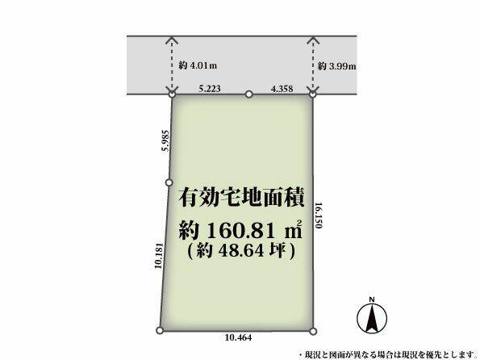 約 4.01m
約 3.99m
5.223
4.358
5.985
有効宅地面積
約 160.81 ㎡
( 約 48.64 坪 )
16.150
10.181
10.464
N
・現況と図面が異なる場合は現況を優先とします。